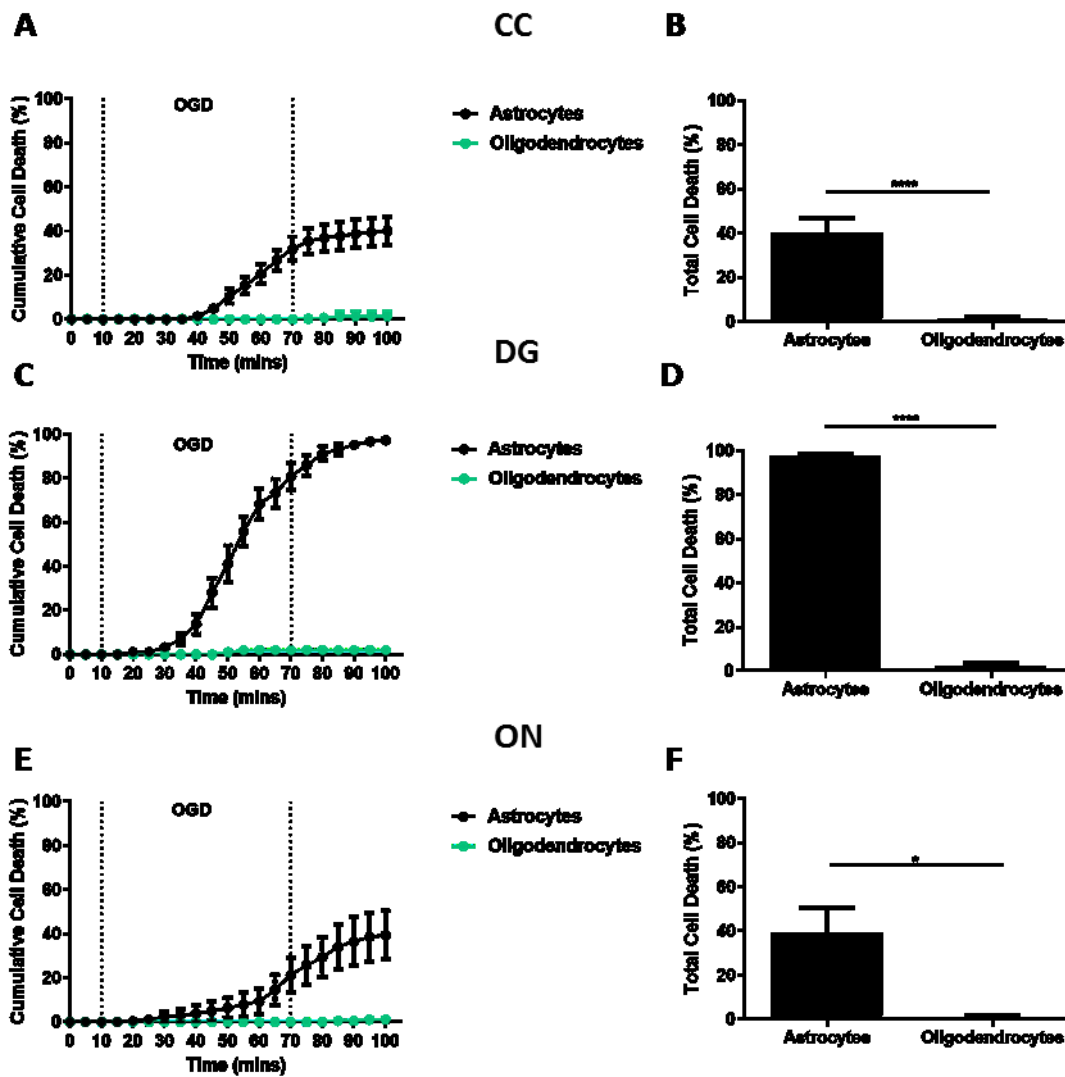 A
CC
B
Cumulative Cell Death (%)
100
80
60
40
20
0
OGD
0 10 20 30 40 50 60 70 80 90 100
Time (mins)
Astrocytes
Oligodendrocytes
Total Cell Death (%)
100
80
60
40
20
0
****
Astrocytes Oligodendrocytes
DG
C
D
Cumulative Cell Death (%)
100
80
60
40
20
0
OGD
0 10 20 30 40 50 60 70 80 90 100
Time (mins)
Astrocytes
Oligodendrocytes
Total Cell Death (%)
100
80
60
40
20
0
****
Astrocytes Oligodendrocytes
ON
E
F
Cumulative Cell Death (%)
100
80
60
40
20
0
OGD
0 10 20 30 40 50 60 70 80 90 100
Time (mins)
Astrocytes
Oligodendrocytes
Total Cell Death (%)
100
80
60
40
20
0
*
Astrocytes Oligodendrocytes